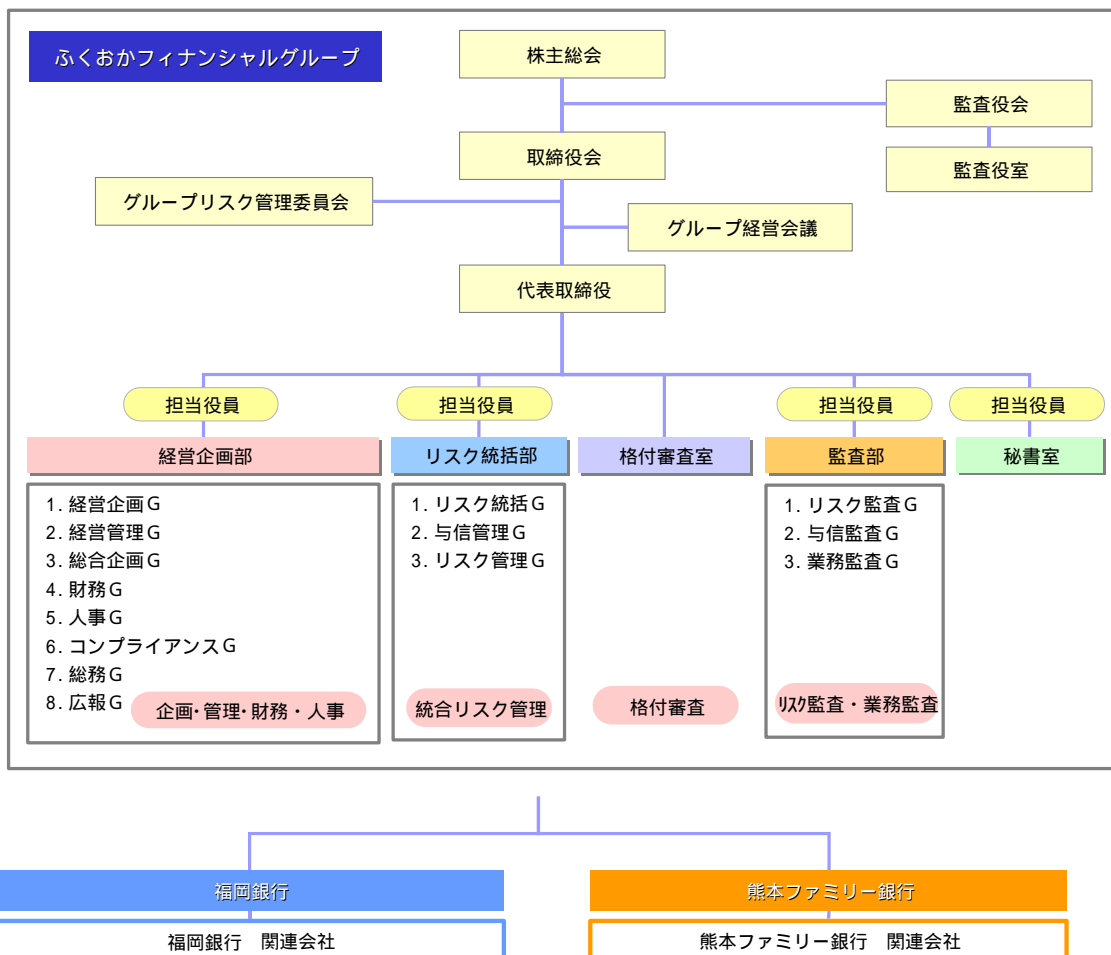 ふくおかフィナンシャルグループ
株主総会
監査役会
取締役会
監査役室
グループリスク管理委員会
グループ経営会議
代表取締役
担当役員
担当役員
担当役員
担当役員
経営企画部
リスク統括部
格付審査室
監査部
秘書室
1. 経営企画G
2. 経営管理G
3. 総合企画G
4. 財務G
5. 人事G
6. コンプライアンスG
7. 総務G
8. 広報G
企画・管理・財務・人事
1. リスク統括G
2. 与信管理G
3. リスク管理G
統合リスク管理
格付審査
1. リスク監査G
2. 与信監査G
3. 業務監査G
リスク監査・業務監査
福岡銀行
熊本ファミリー銀行
福岡銀行　関連会社
熊本ファミリー銀行　関連会社